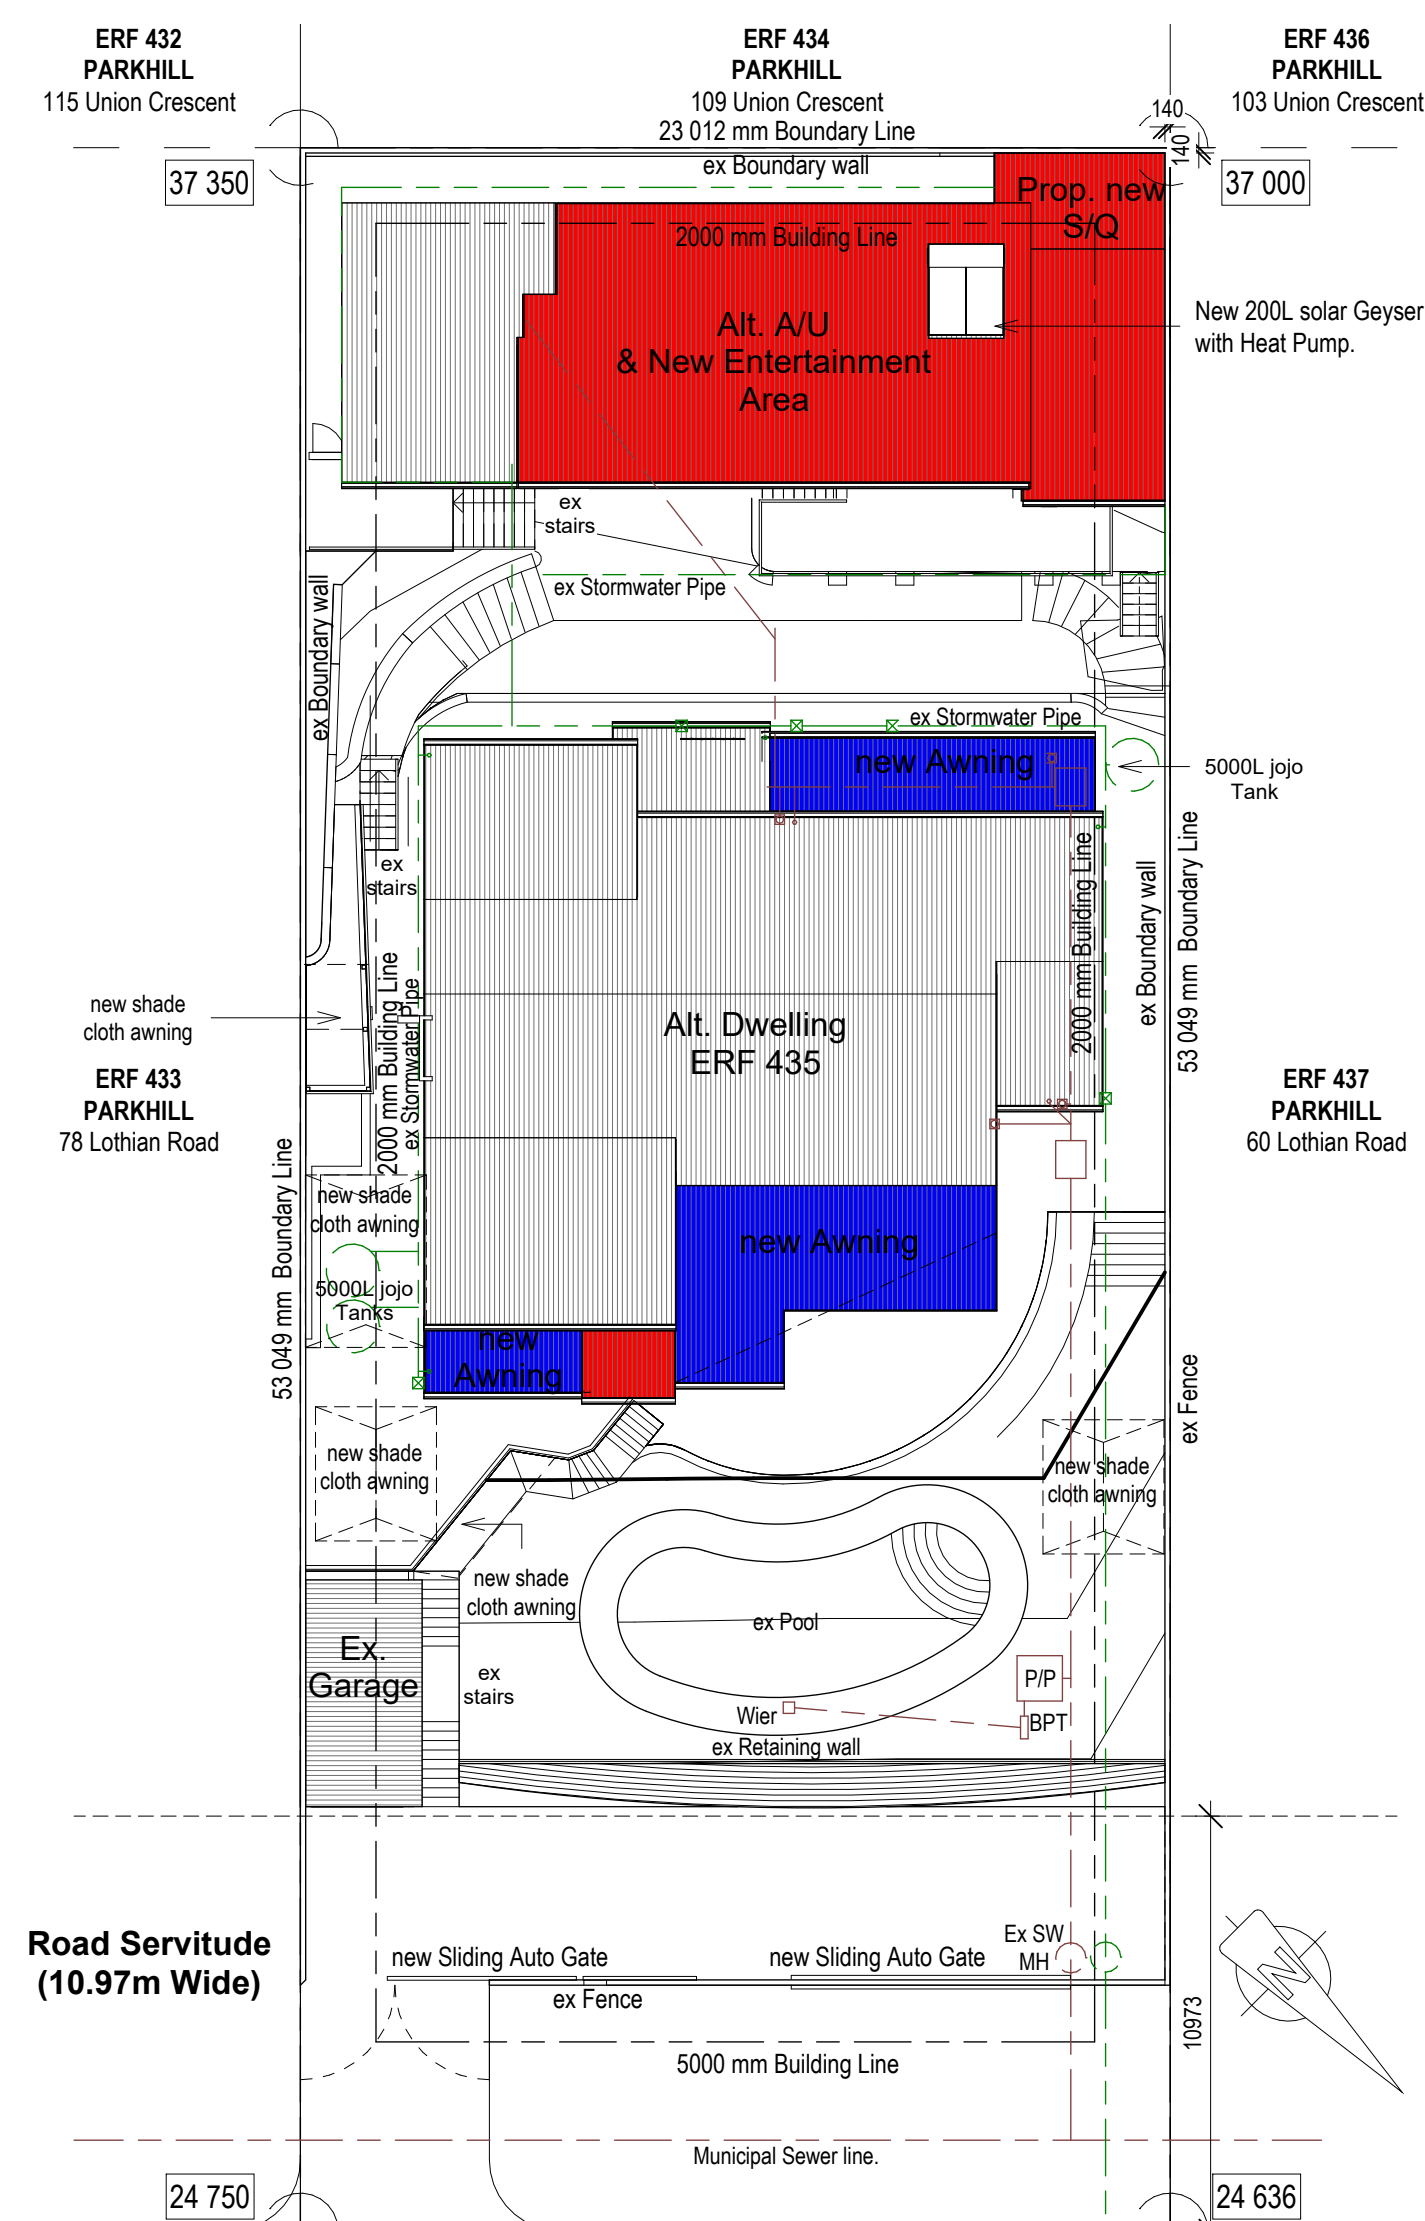 ERF 432
PARKHILL
115 Union Crescent
ERF 434
PARKHILL
109 Union Crescent
23 012 mm Boundary Line
ex Boundary wall
ERF 436
PARKHILL
103 Union Crescent
140
140
37 350
37 000
Prop. new
S/Q
2000 mm Building Line
Alt. A/U
& New Entertainment
Area
New 200L solar Geyser
with Heat Pump.
ex
stairs
ex Stormwater Pipe
ex Boundary wall
ex Stormwater Pipe
new Awning
5000L jojo
Tank
ex
stairs
2000 mm Building Line
ex Boundary wall
53 049 mm Boundary Line
new shade
cloth awning
2000 mm Building Line
ex Stormwater Pipe
Alt. Dwelling
ERF 435
ERF 433
PARKHILL
78 Lothian Road
ERF 437
PARKHILL
60 Lothian Road
53 049 mm Boundary Line
new shade
cloth awning
new Awning
5000L jojo
Tanks
new
Awning
ex Fence
new shade
cloth awning
new shade
cloth awning
new shade
cloth awning
ex Pool
Ex.
Garage
ex
stairs
P/P
Wier
BPT
ex Retaining wall
Road Servitude
(10.97m Wide)
new Sliding Auto Gate
new Sliding Auto Gate
Ex SW
MH
ex Fence
N
10973
5000 mm Building Line
Municipal Sewer line.
24 750
24 636